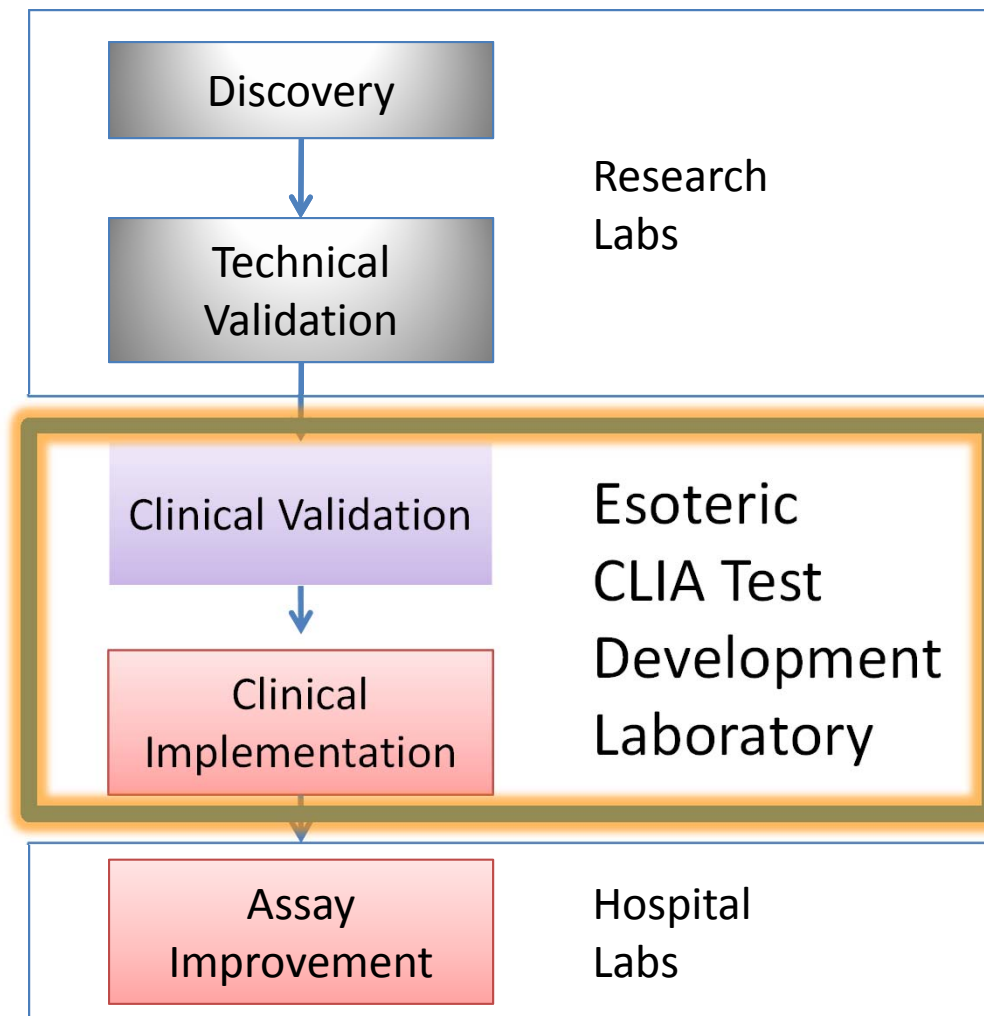 Discovery
Research
Labs
Technical
Validation
Clinical Validation
Esoteric
CLIA Test
Development
Laboratory
Clinical
Implementation
Assay
Improvement
Hospital
Labs